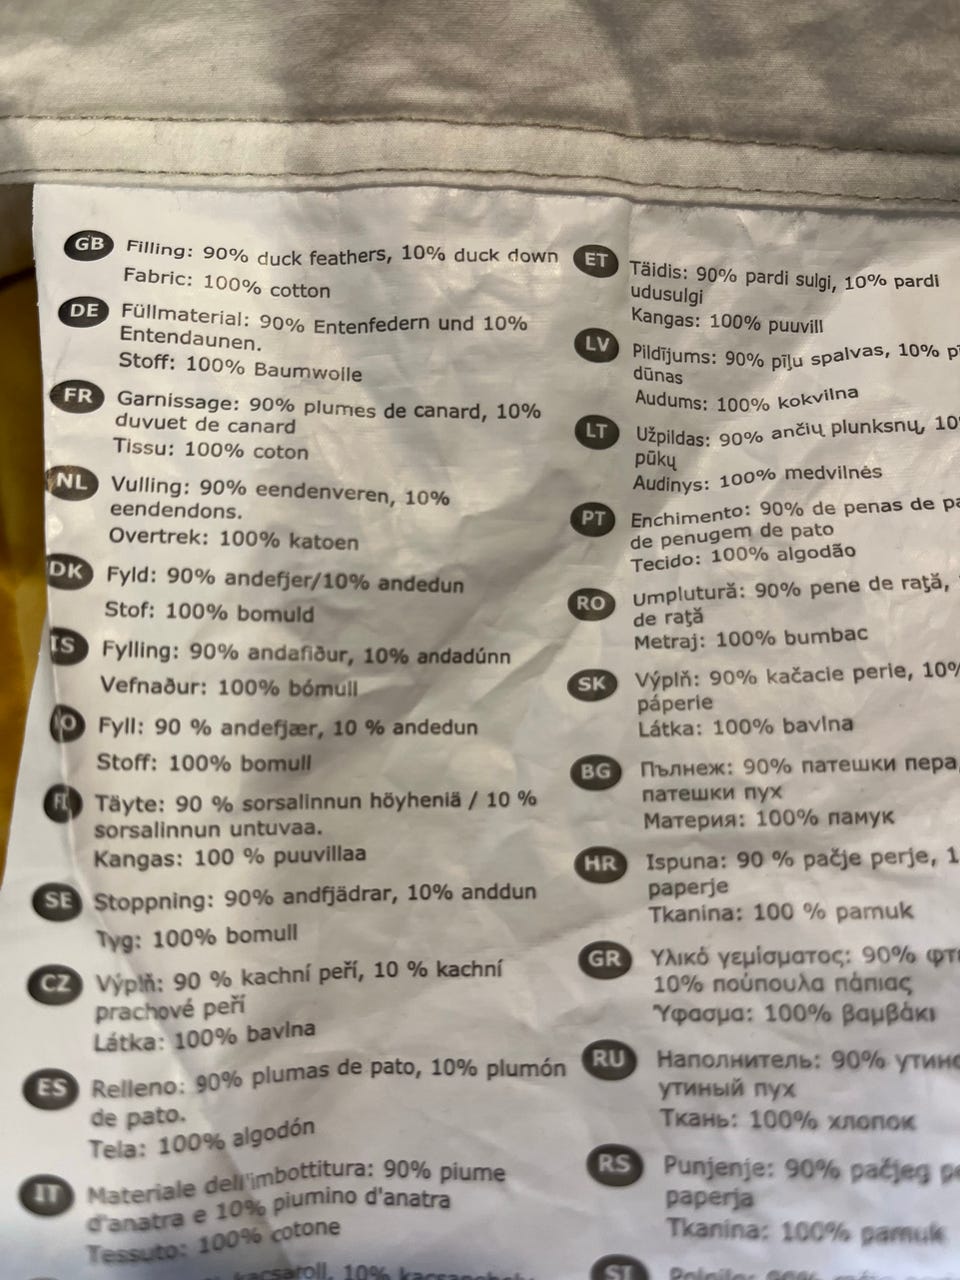 GB Filling: 90% duck feathers, 10% duck down
Fabric: 100% cotton
DE Füllmaterial: 90% Entenfedern und 10%
Entendaunen.
Stoff: 100% Baumwolle
FR Garnissage: 90% plumes de canard, 10%
duvuet de canard
Tissu: 100% coton
NL Vulling: 90% eendenveren, 10%
eendendons.
Overtrek: 100% katoen
DK Fyld: 90% andefjer/10% andedun
Stof: 100% bomuld
IS Fylling: 90% andafiður, 10% andadúnn
Vefnaður: 100% bómull
Fyll: 90 % andefjær, 10 % andedun
Stoff: 100% bomull
FI Täyte: 90 % sorsalinnun höyheniä / 10 %
sorsalinnun untuvaa.
Kangas: 100 % puuvillaa
SE Stoppning: 90% andfjädrar, 10% anddun
Tyg: 100% bomull
CZ Výplň: 90 % kachní peří, 10 % kachní
prachové peří
Látka: 100% bavlna
ES Relleno: 90% plumas de pato, 10% plumón
de pato.
Tela: 100% algodón
IT Materiale dell'imbottitura: 90% piume
d'anatra e 10% piumino d'anatra
Tessuto: 100% cotone
10%
ET Täidis: 90% pardi sulgi, 10% pardi
udusulgi
Kangas: 100% puuvill
LV Pildījums: 90% pīļu spalvas, 10%
dūnas
Audums: 100% kokvilna
LT Užpildas: 90% ančių plunksnų,
pūkų
Audinys: 100% medvilnės
PT Enchimento: 90% de penas de
de penugem de pato
Tecido: 100% algodão
RO Umplutură: 90% pene de raţă,
de raţă
Metraj: 100% bumbac
SK Výplň: 90% kačacie perie, 10%
páperie
Látka: 100% bavlna
BG Пълнеж: 90% патешки пера,
патешки пух
Материя: 100% памук
HR Ispuna: 90 % pačje perje,
paperje
Tkanina: 100 % pamuk
GR Υλικό γεμίσματος: 90%
10% πούπουλα πάπιας
Ύφασμα: 100% βαμβάκι
RU Наполнитель: 90%
утиный пух
Ткань: 100% хлопок
RS Punjenje: 90% pačjeg
paperja
Tkanina: 100% pamuk